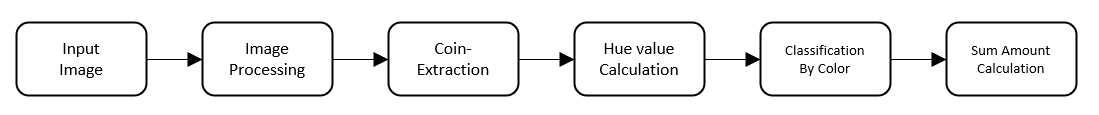 Input
Image
Image
Processing
Coin-
Extraction
Hue value
Calculation
Classification
By Color
Sum Amount
Calculation